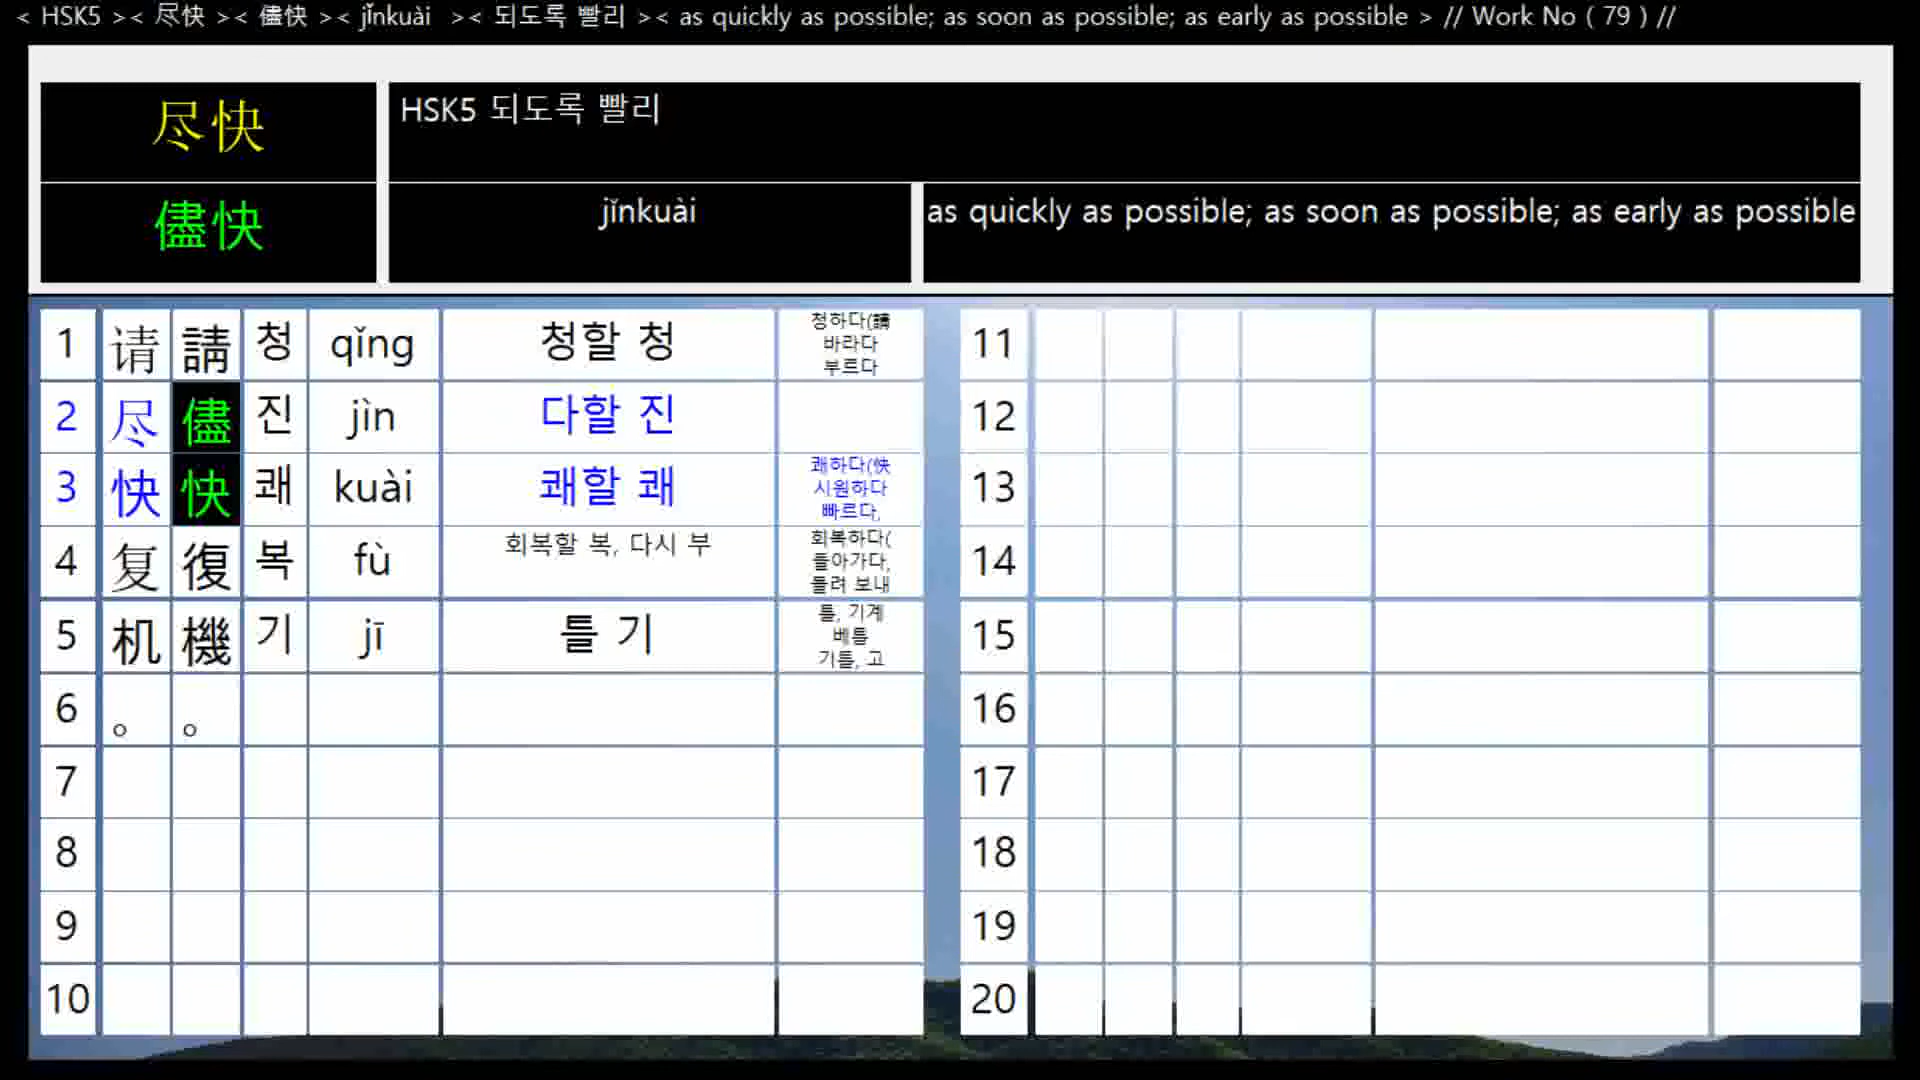 < HSK5 >< 尽快 >< 儘快 >< jǐnkuài >< 되도록 빨리 >< as quickly as possible; as soon as possible; as early as possible > // Work No ( 79 ) //
尽快
HSK5 되도록 빨리
儘快
jǐnkuài
as quickly as possible; as soon as possible; as early as possible
1 请 請 청 qǐng 청할 청 청하다(請
바라다
부르다
2 尽 儘 진 jìn 다할 진
3 快 快 쾌 kuài 쾌할 쾌 쾌하다(快
시원하다
빠르다,
4 复 復 복 fù 회복할 복, 다시 부 회복하다(
돌아가다,
돌려 보내
5 机 機 기 jī 틀 기 틀, 기계
베틀
기틀, 고
6 。 。
7
8
9
10
11
12
13
14
15
16
17
18
19
20